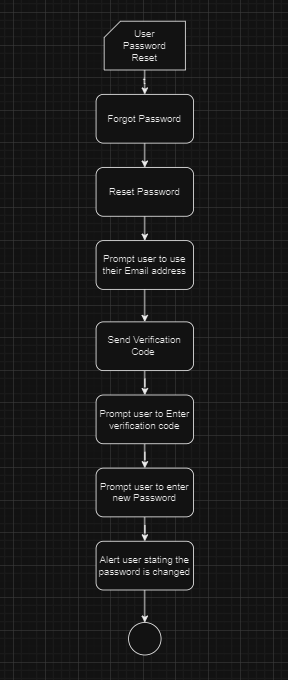 User
Password
Reset
Forgot Password
Reset Password
Prompt user to use
their Email address
Send Verification
Code
Prompt user to Enter
verification code
Prompt user to enter
new Password
Alert user stating the
password is changed